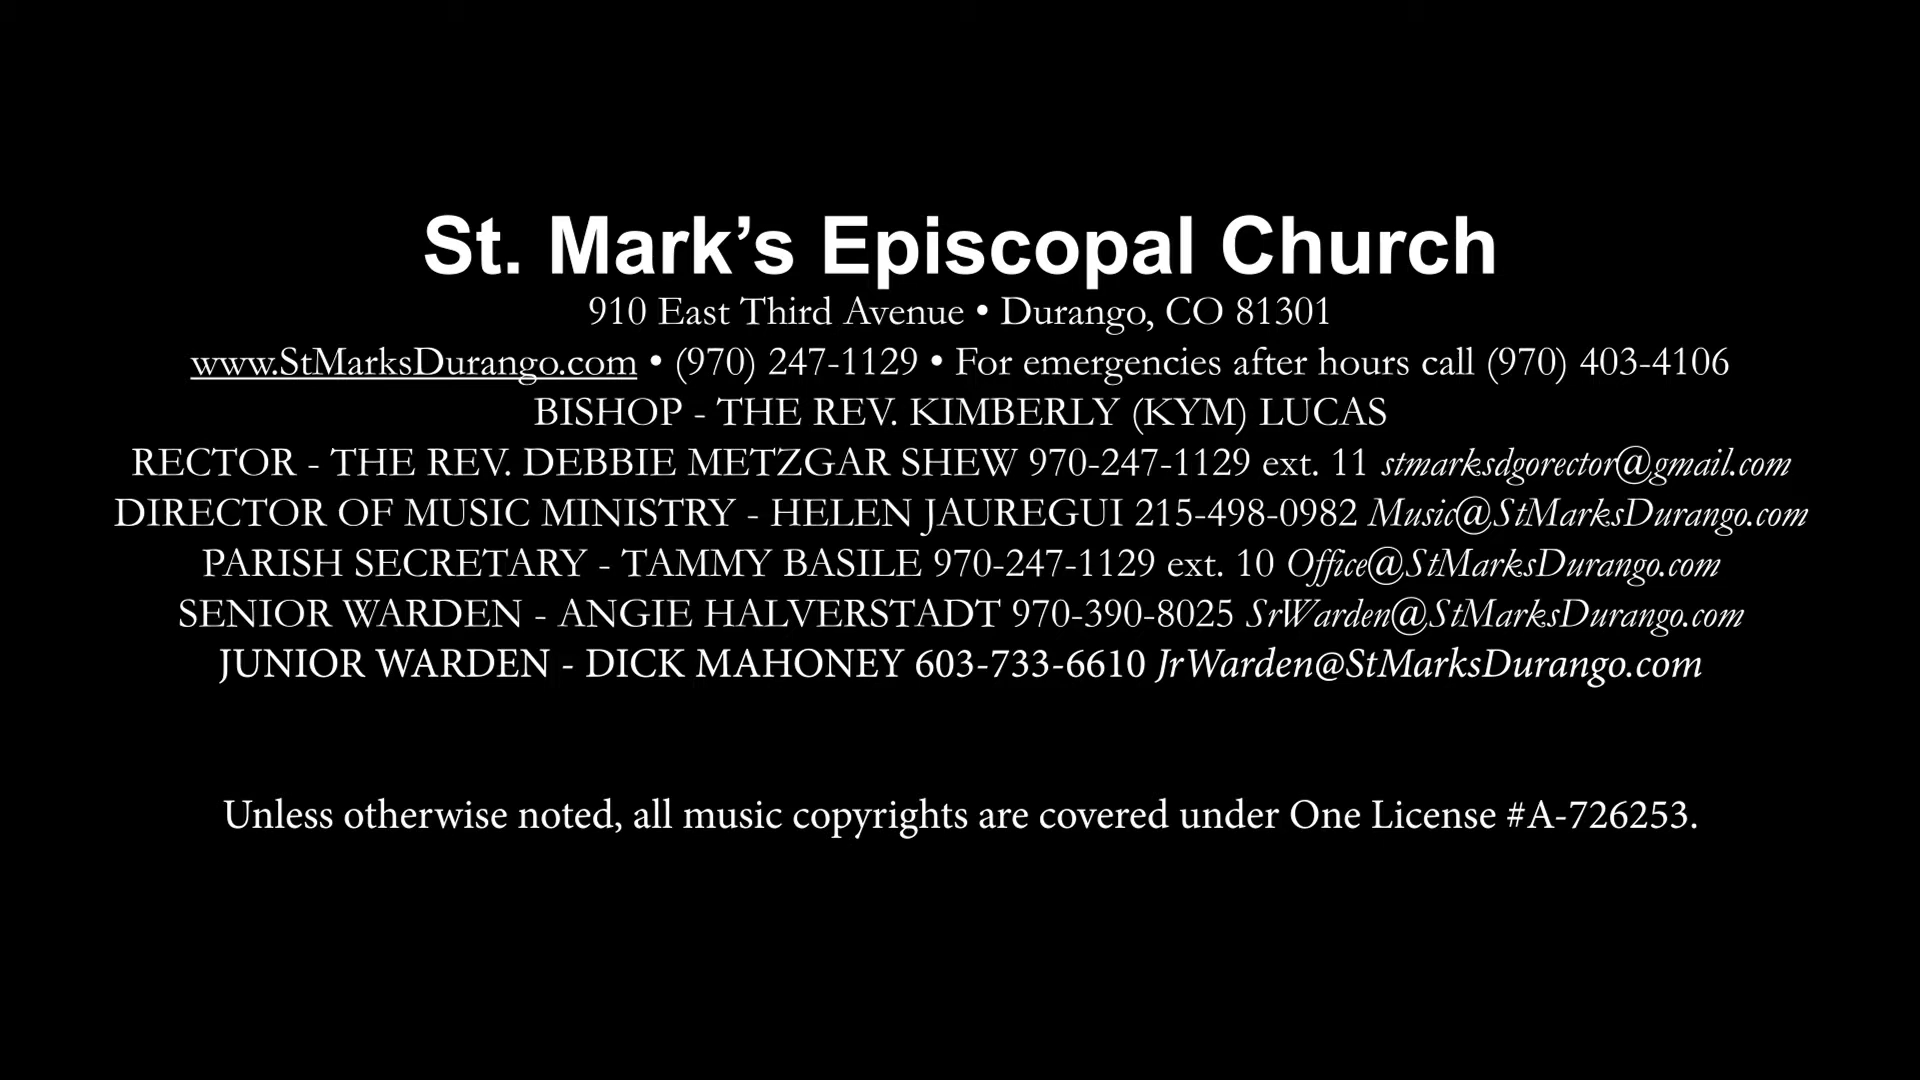 St. Mark’s Episcopal Church
910 East Third Avenue • Durango, CO 81301
www.StMarksDurango.com • (970) 247-1129 • For emergencies after hours call (970) 403-4106
BISHOP - THE REV. KIMBERLY (KYM) LUCAS
RECTOR - THE REV. DEBBIE METZGAR SHEW 970-247-1129 ext. 11 stmarksdgorector@gmail.com
DIRECTOR OF MUSIC MINISTRY - HELEN JAUREGUI 215-498-0982 Music@StMarksDurango.com
PARISH SECRETARY - TAMMY BASILE 970-247-1129 ext. 10 Office@StMarksDurango.com
SENIOR WARDEN - ANGIE HALVERSTADT 970-390-8025 SrWarden@StMarksDurango.com
JUNIOR WARDEN - DICK MAHONEY 603-733-6610 JrWarden@StMarksDurango.com
Unless otherwise noted, all music copyrights are covered under One License #A-726253.